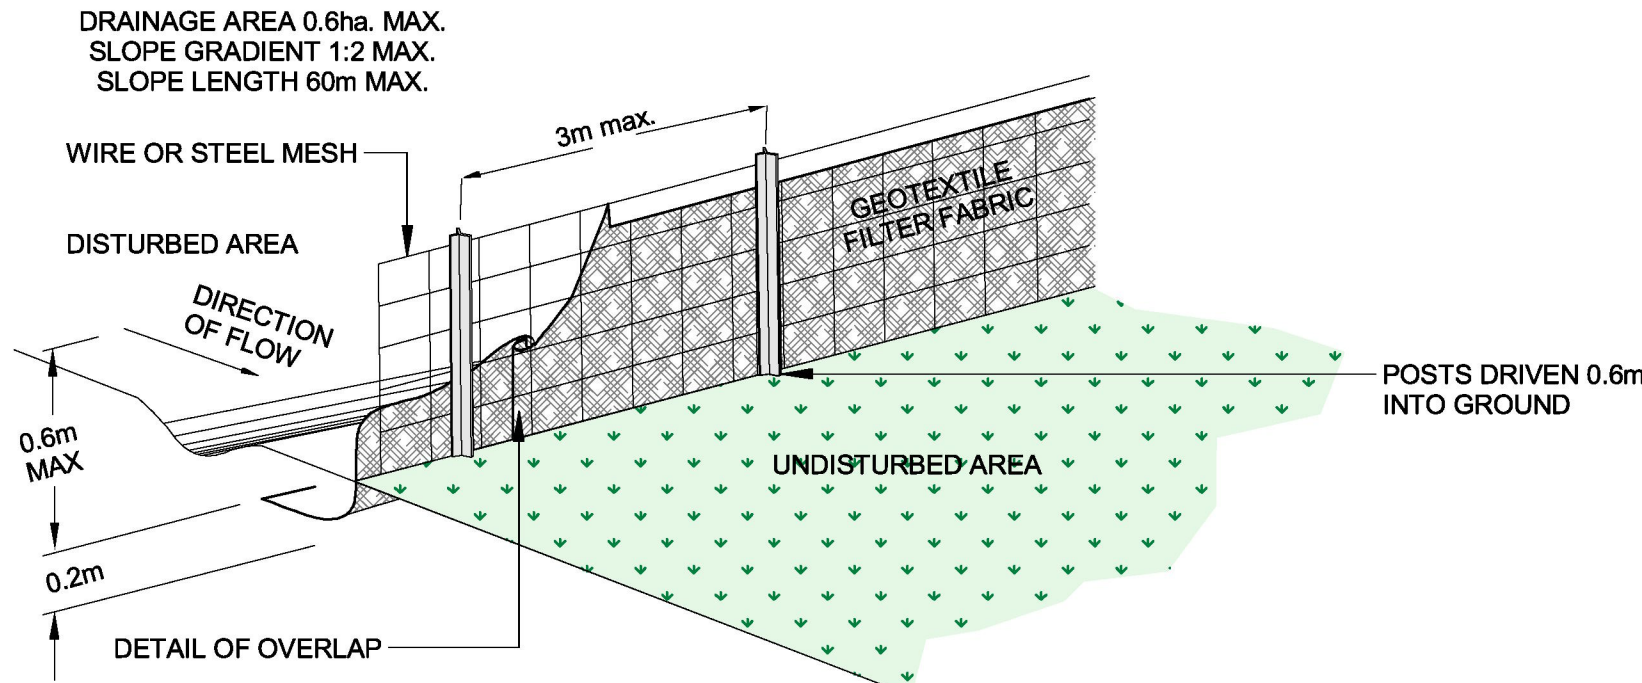 DRAINAGE AREA 0.6ha. MAX.
SLOPE GRADIENT 1:2 MAX.
SLOPE LENGTH 60m MAX.
3m max.
WIRE OR STEEL MESH
GEOTEXTILE
FILTER FABRIC
DISTURBED AREA
DIRECTION
OF FLOW
POSTS DRIVEN 0.6m
INTO GROUND
0.6m
MAX
UNDISTURBED AREA
0.2m
DETAIL OF OVERLAP